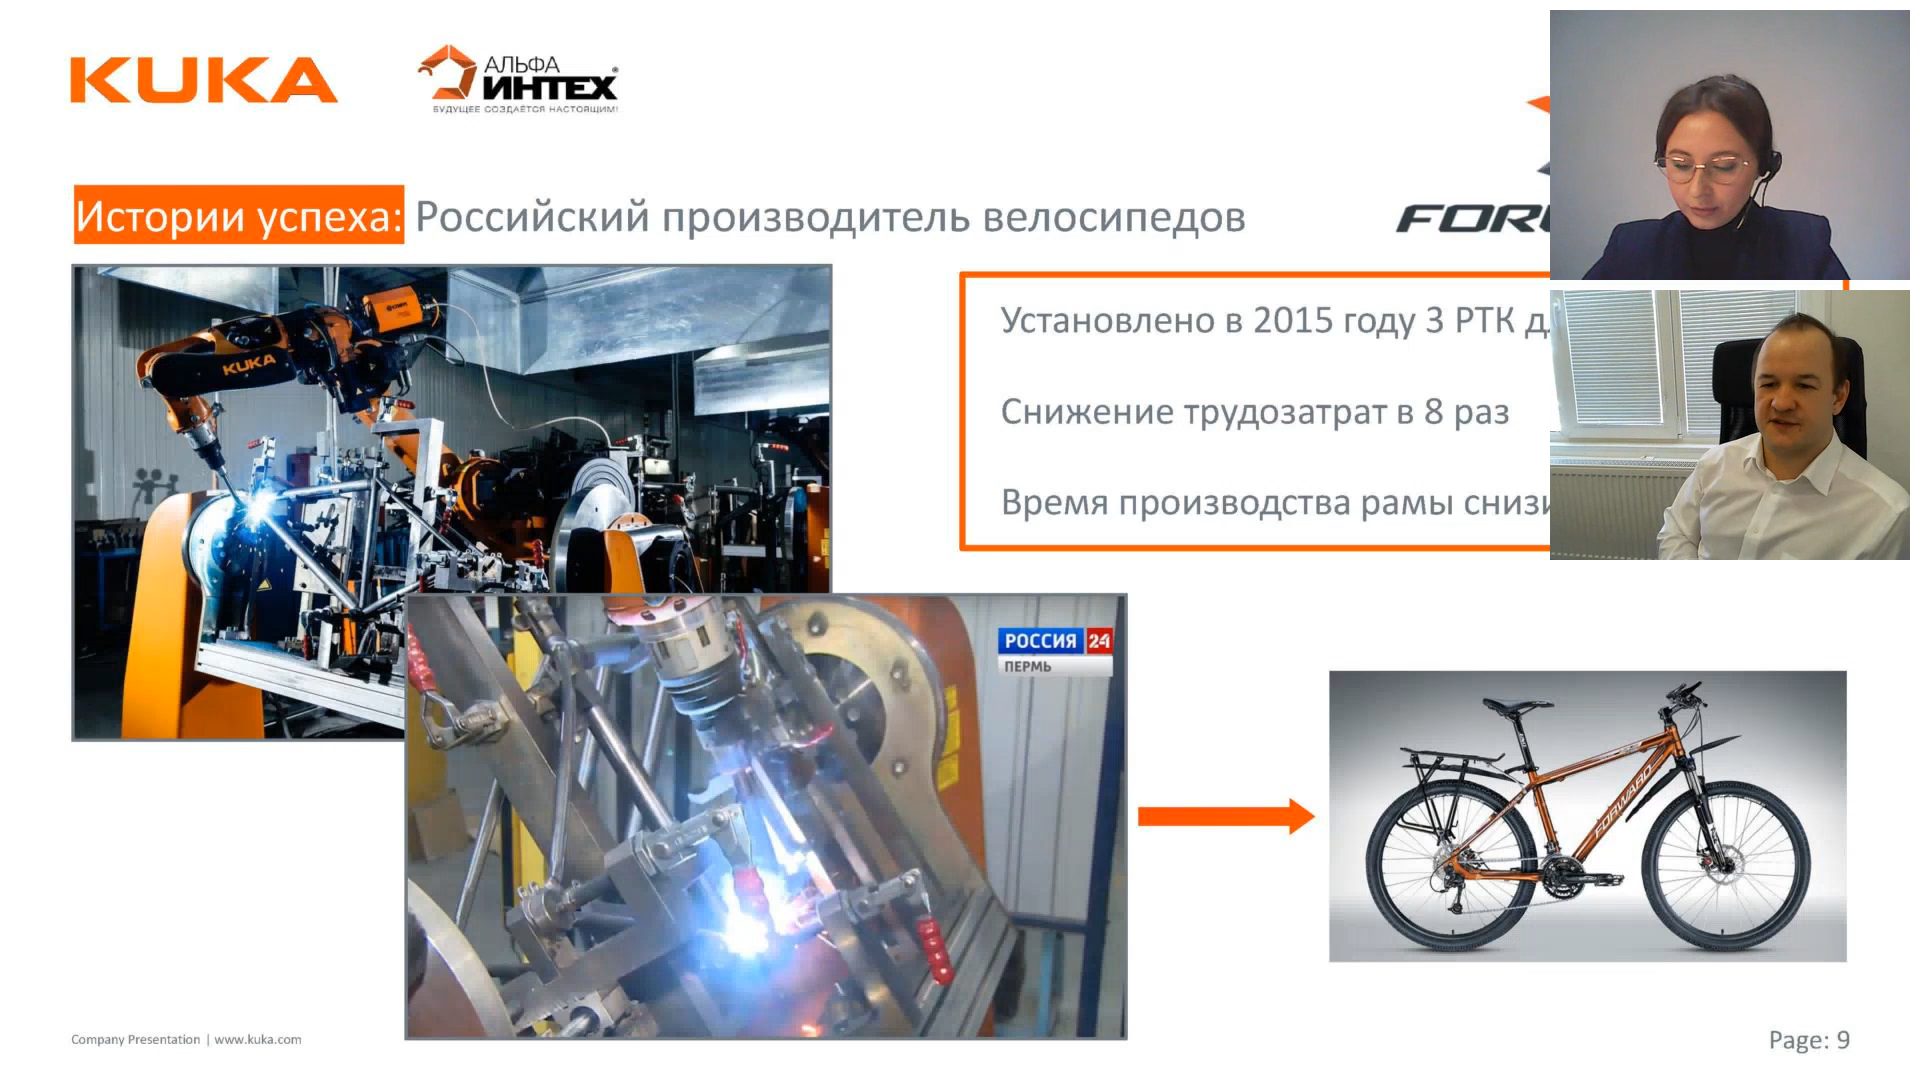 KUKA
АЛЬФА
ИНТЕХ®
БУДУЩЕЕ СОЗДАЁТСЯ НАСТОЯЩИМ!
Истории успеха: Российский производитель велосипедов
Установлено в 2015 году 3 РТК
Снижение трудозатрат в 8 раз
Время производства рамы
KUKA
РОССИЯ 24
ПЕРМЬ
FORWARD
Company Presentation | www.kuka.com
Page: 9